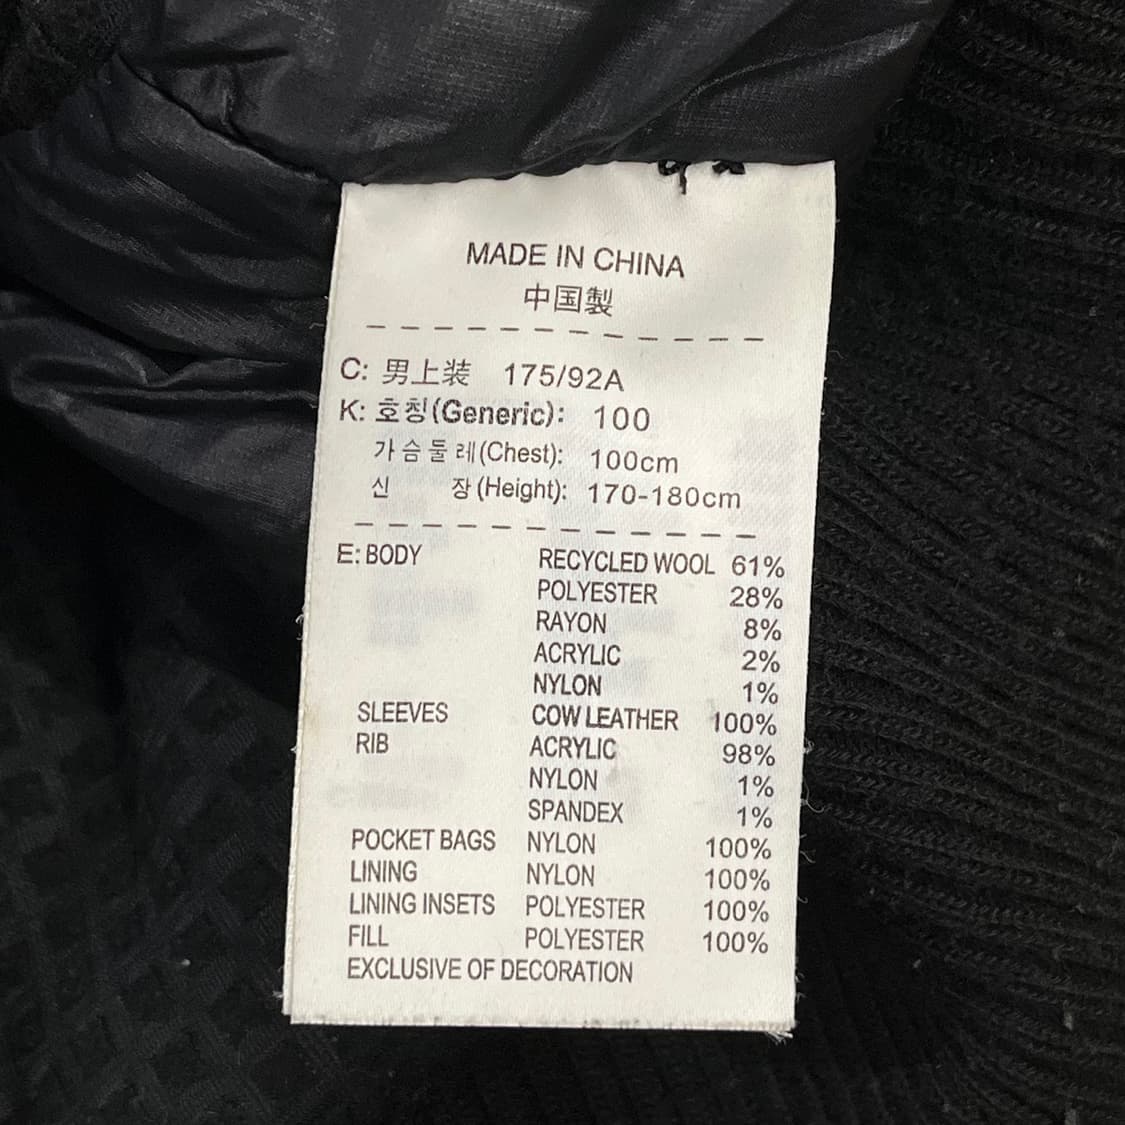 MADE IN CHINA
中国製
C: 男上装 175/92A
K: 호칭(Generic): 100
가슴둘레(Chest): 100cm
신 장(Height): 170-180cm
E: BODY RECYCLED WOOL 61%
POLYESTER 28%
RAYON 8%
ACRYLIC 2%
NYLON 1%
SLEEVES COW LEATHER 100%
RIB ACRYLIC 98%
NYLON 1%
SPANDEX 1%
POCKET BAGS NYLON 100%
LINING NYLON 100%
LINING INSETS POLYESTER 100%
FILL POLYESTER 100%
EXCLUSIVE OF DECORATION